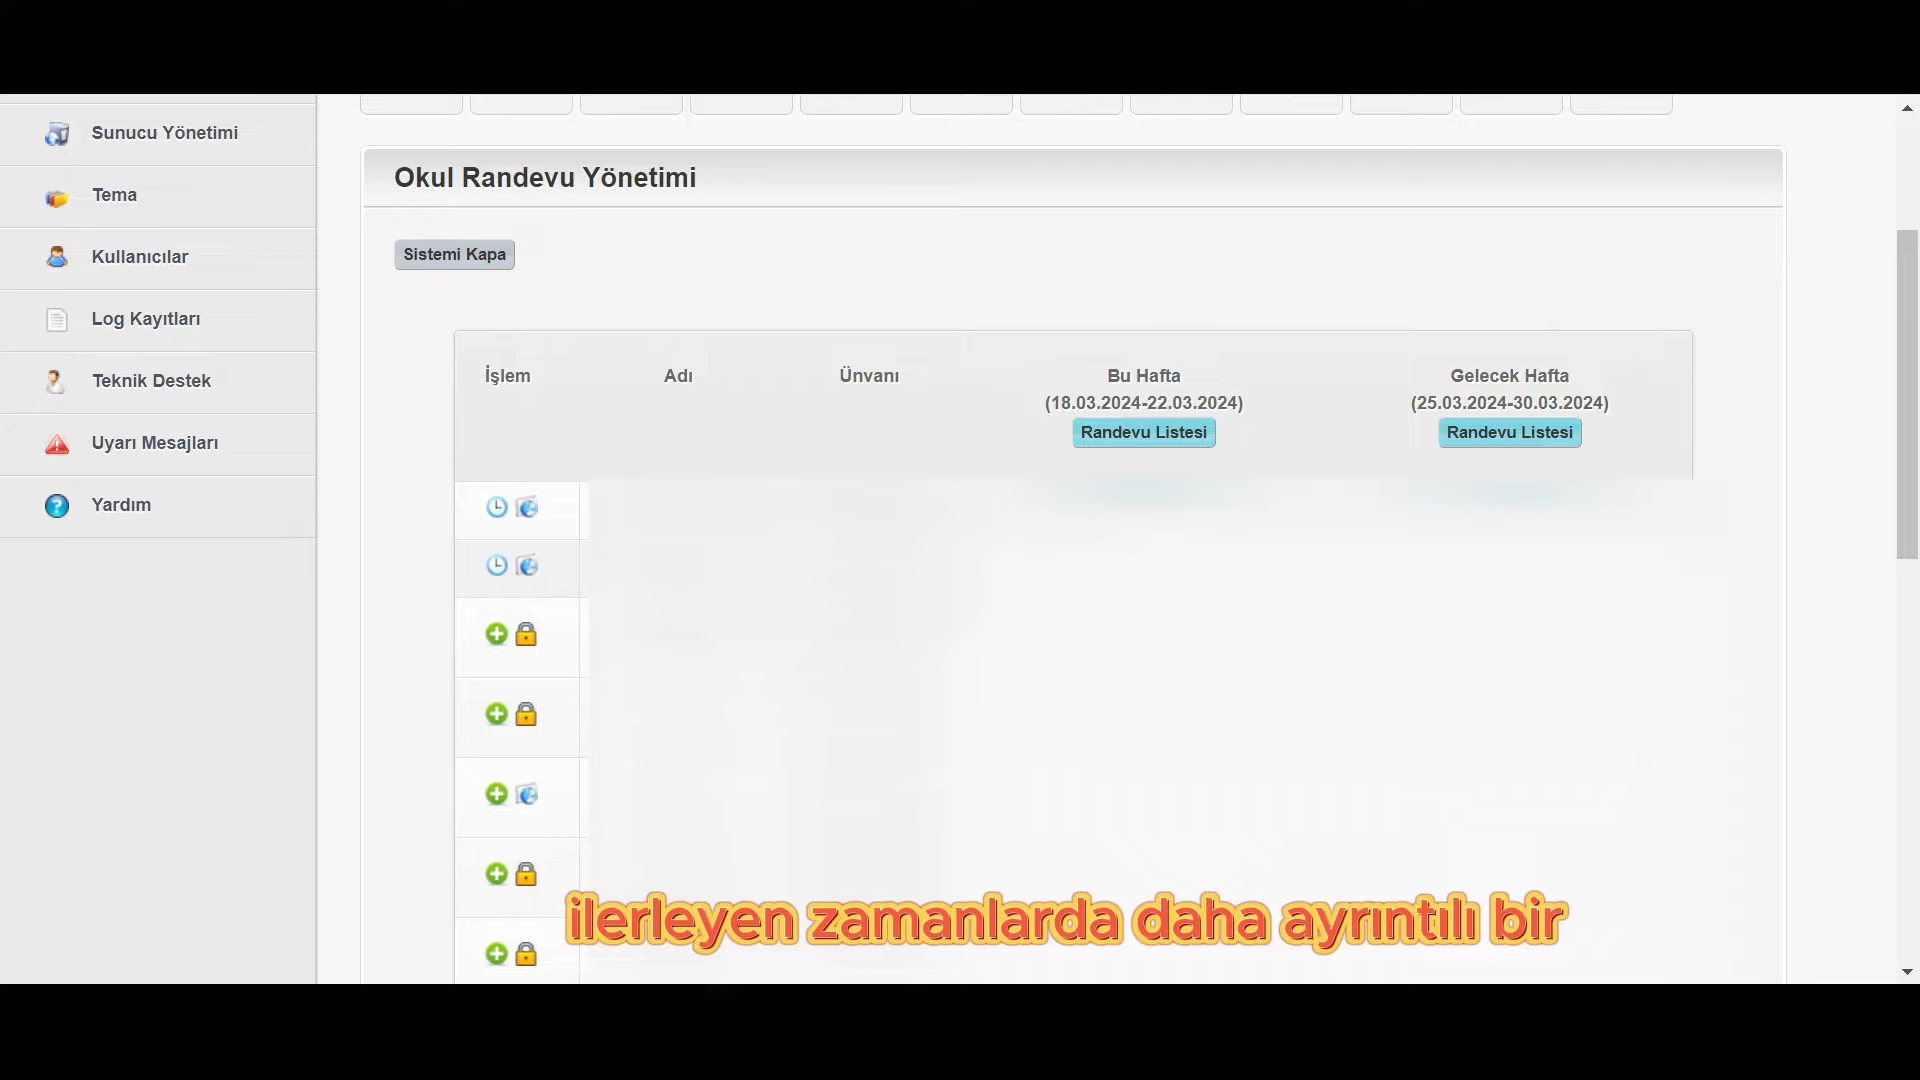 Sunucu Yönetimi
Tema
Kullanıcılar
Log Kayıtları
Teknik Destek
Uyarı Mesajları
Yardım
Okul Randevu Yönetimi
Sistemi Kapa
İşlem
Adı
Ünvanı
Bu Hafta
(18.03.2024-22.03.2024)
Randevu Listesi
Gelecek Hafta
(25.03.2024-30.03.2024)
Randevu Listesi
ilerleyen zamanlarda daha ayrıntılı bir